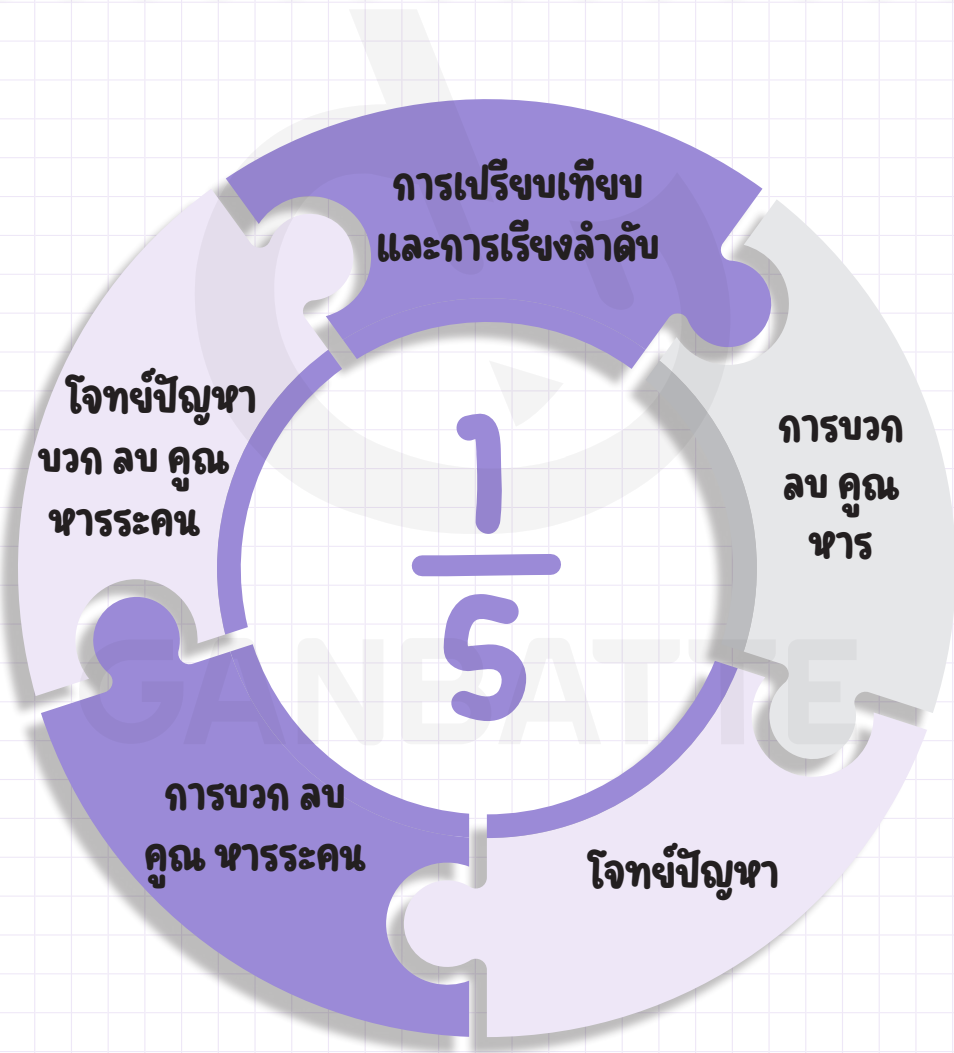 การเปรียบเทียบ
และการเรียงลำดับ
การบวก
ลบ คูณ
หาร
โจทย์ปัญหา
การบวก ลบ
คูณ หารระคน
โจทย์ปัญหา
บวก ลบ คูณ
หารระคน
1
5
GANBATTE